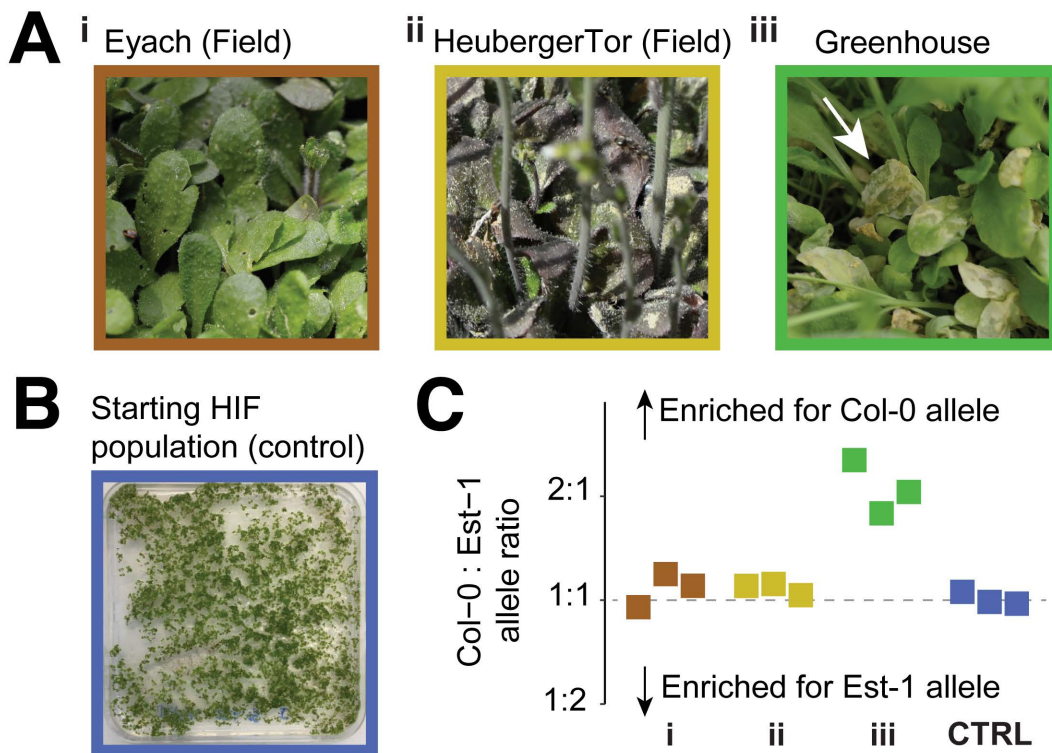 A
i Eyach (Field)
ii HeubergerTor (Field)
iii Greenhouse
B
Starting HIF
population (control)
C
Col−0 : Est−1
allele ratio
2:1
1:1
1:2
Enriched for Col-0 allele
Enriched for Est-1 allele
i ii iii CTRL